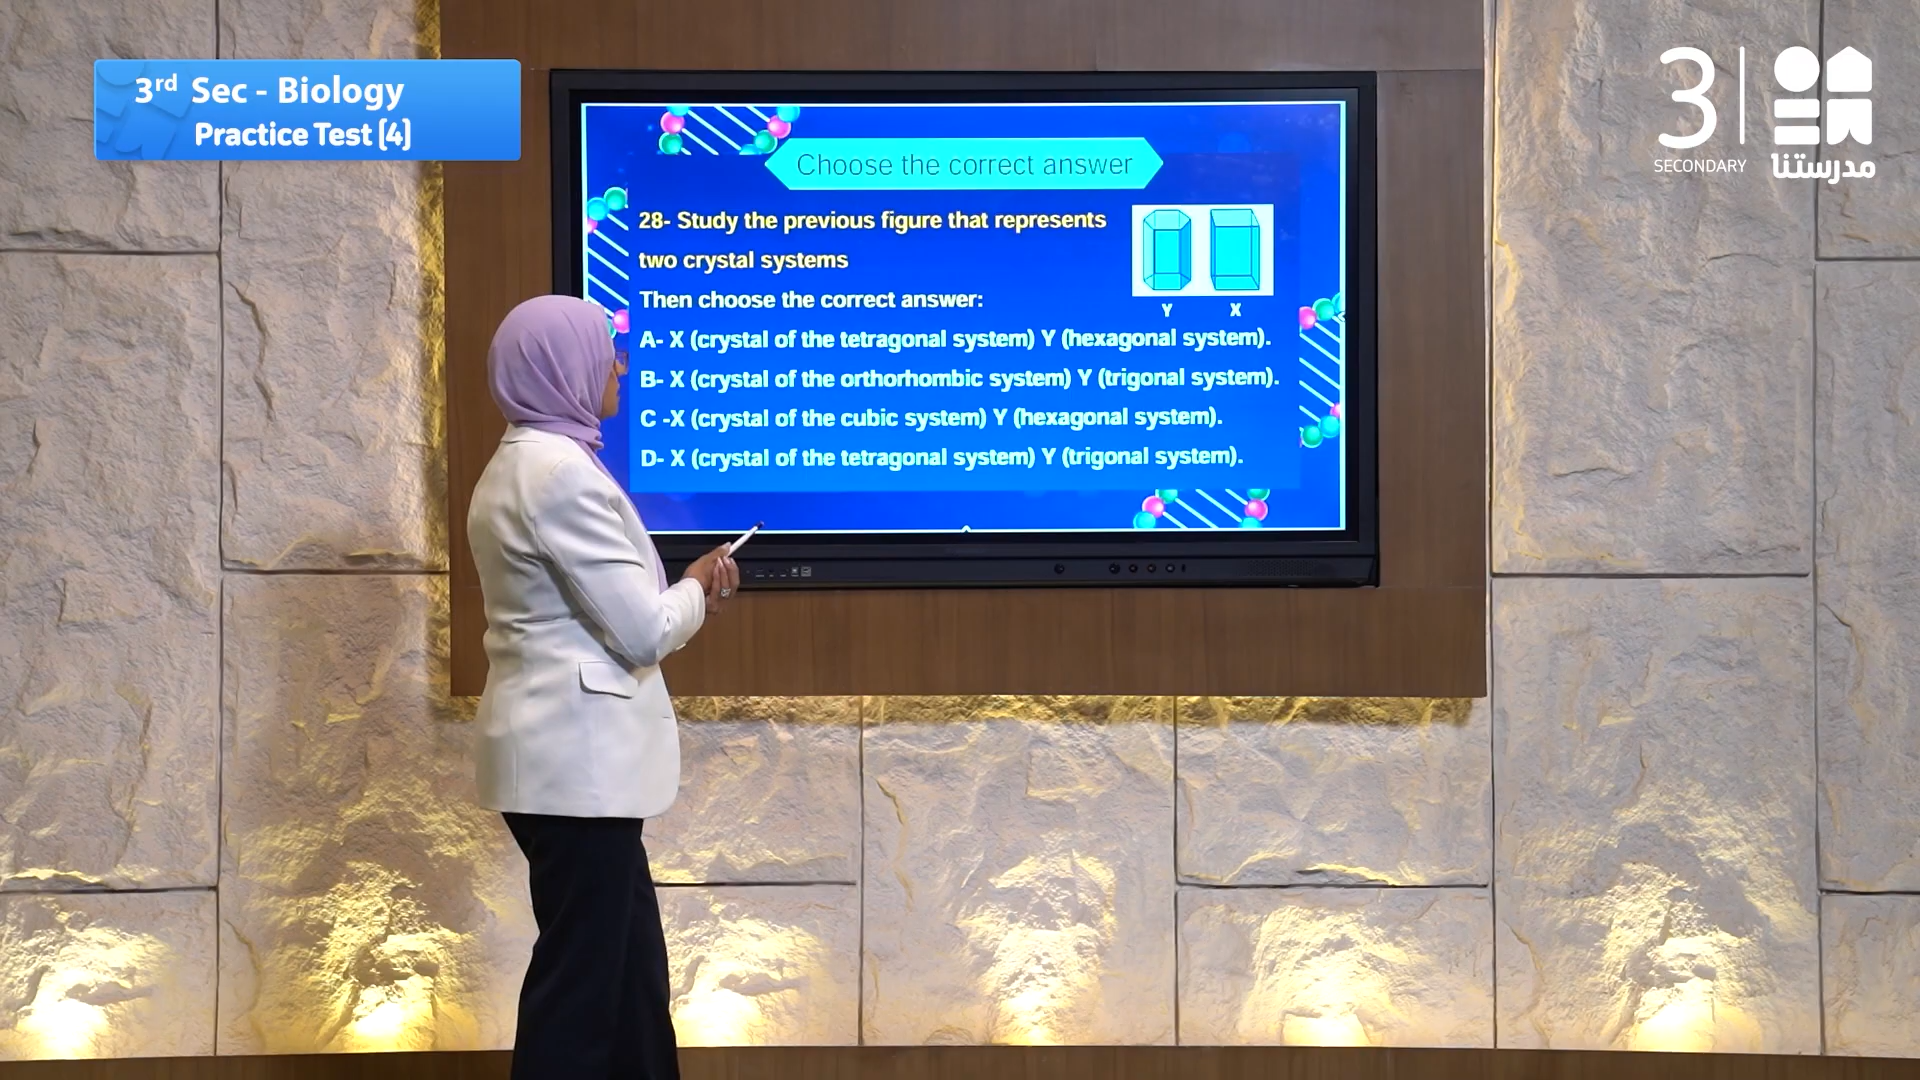 3rd Sec - Biology
Practice Test (4)
3
SECONDARY
مدرستنا
Choose the correct answer
28- Study the previous figure that represents
two crystal systems
Then choose the correct answer:
Y X
A- X (crystal of the tetragonal system) Y (hexagonal system).
B- X (crystal of the orthorhombic system) Y (trigonal system).
C -X (crystal of the cubic system) Y (hexagonal system).
D- X (crystal of the tetragonal system) Y (trigonal system).